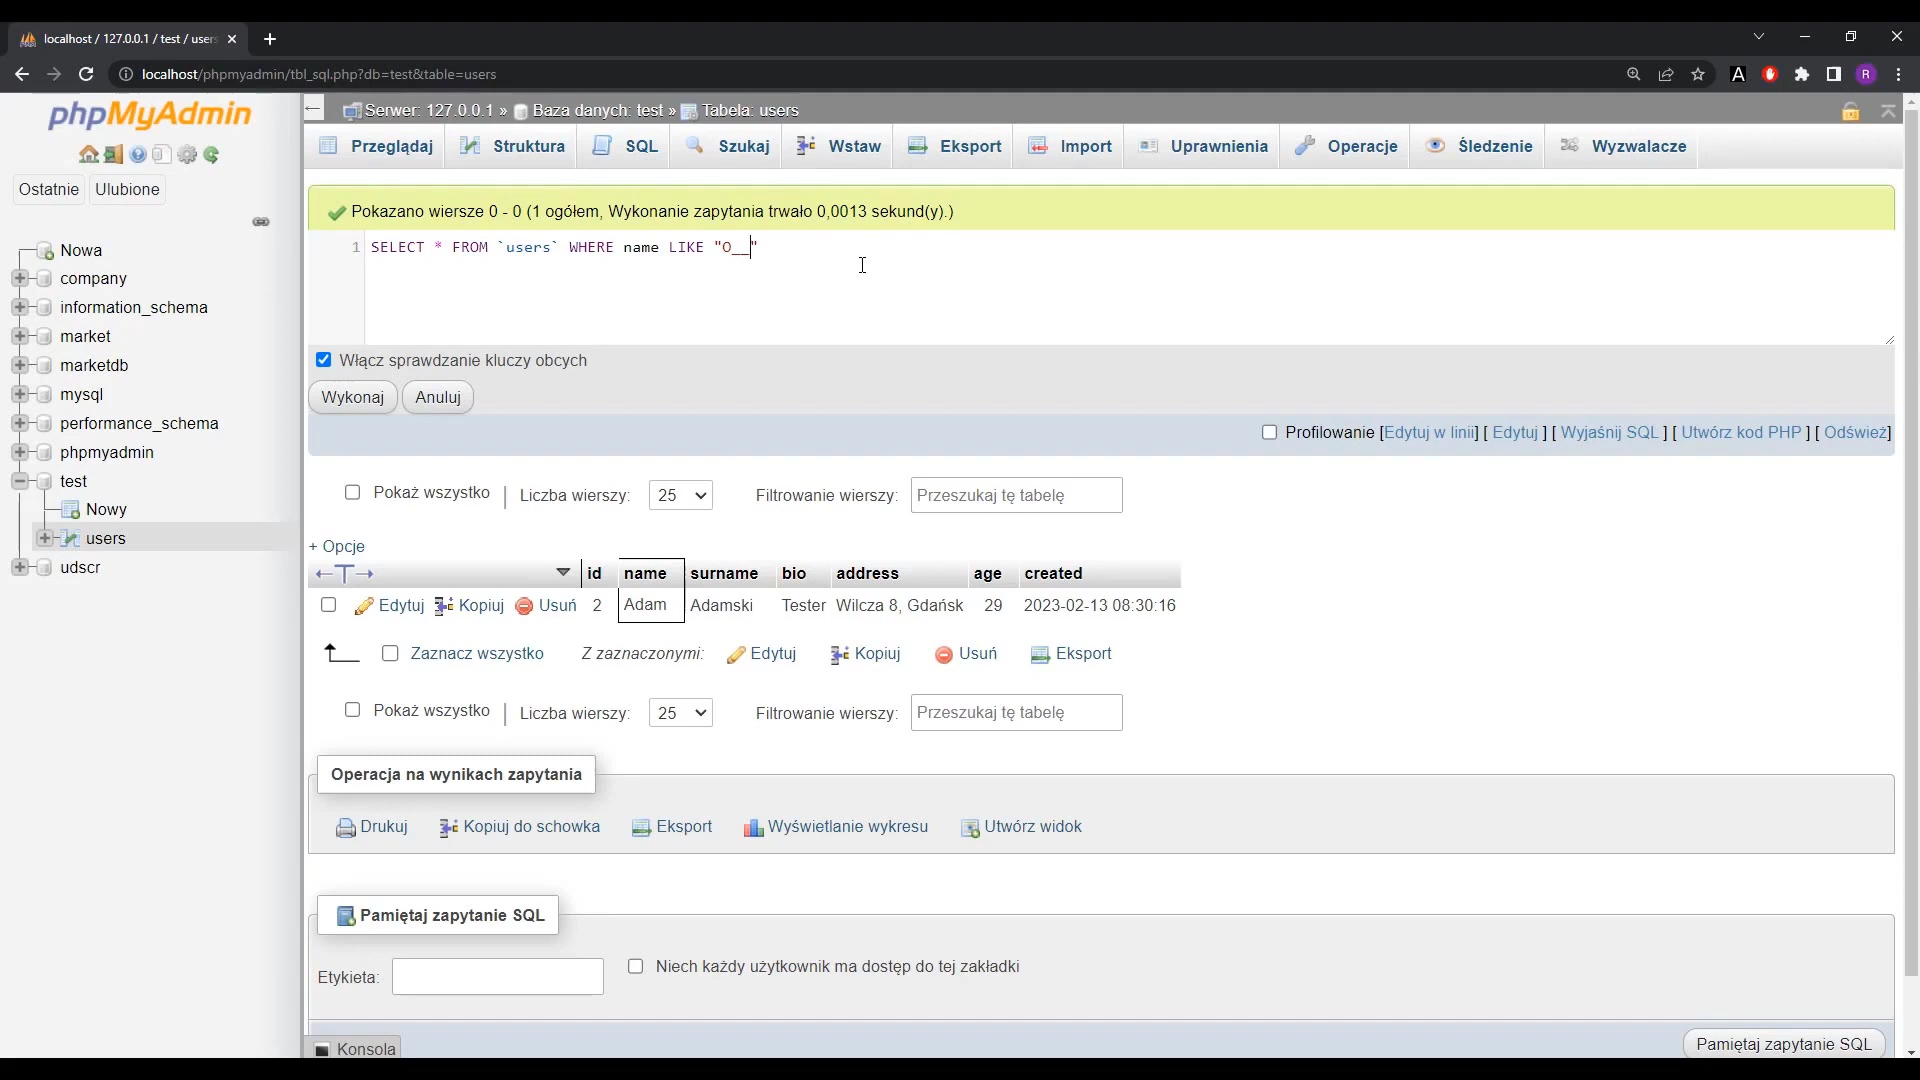 localhost / 127.0.0.1 / test / users
localhost/phpmyadmin/tbl_sql.php?db=test&table=users
R
phpMyAdmin
Ostatnie
Ulubione
Nowa
company
information_schema
market
marketdb
mysql
performance_schema
phpmyadmin
test
Nowy
users
udscr
Serwer: 127.0.0.1 » Baza danych: test » Tabela: users
Przeglądaj Struktura SQL Szukaj Wstaw Eksport Import Uprawnienia Operacje Śledzenie Wyzwalacze
Pokazano wiersze 0 - 0 (1 ogółem, Wykonanie zapytania trwało 0,0013 sekund(y).)
1 SELECT * FROM `users` WHERE name LIKE "O__"
Włącz sprawdzanie kluczy obcych
Wykonaj Anuluj
Profilowanie [Edytuj w linii] [ Edytuj ] [ Wyjaśnij SQL ] [ Utwórz kod PHP ] [ Odśwież]
Pokaż wszystko | Liczba wierszy: 25 Filtrowanie wierszy: Przeszukaj tę tabelę
+ Opcje
←T→ id name surname bio address age created
Edytuj Kopiuj Usuń 2 Adam Adamski Tester Wilcza 8, Gdańsk 29 2023-02-13 08:30:16
Zaznacz wszystko Z zaznaczonymi: Edytuj Kopiuj Usuń Eksport
Pokaż wszystko | Liczba wierszy: 25 Filtrowanie wierszy: Przeszukaj tę tabelę
Operacja na wynikach zapytania
Drukuj Kopiuj do schowka Eksport Wyświetlanie wykresu Utwórz widok
Pamiętaj zapytanie SQL
Etykieta: Niech każdy użytkownik ma dostęp do tej zakładki
Konsola
Pamiętaj zapytanie SQL